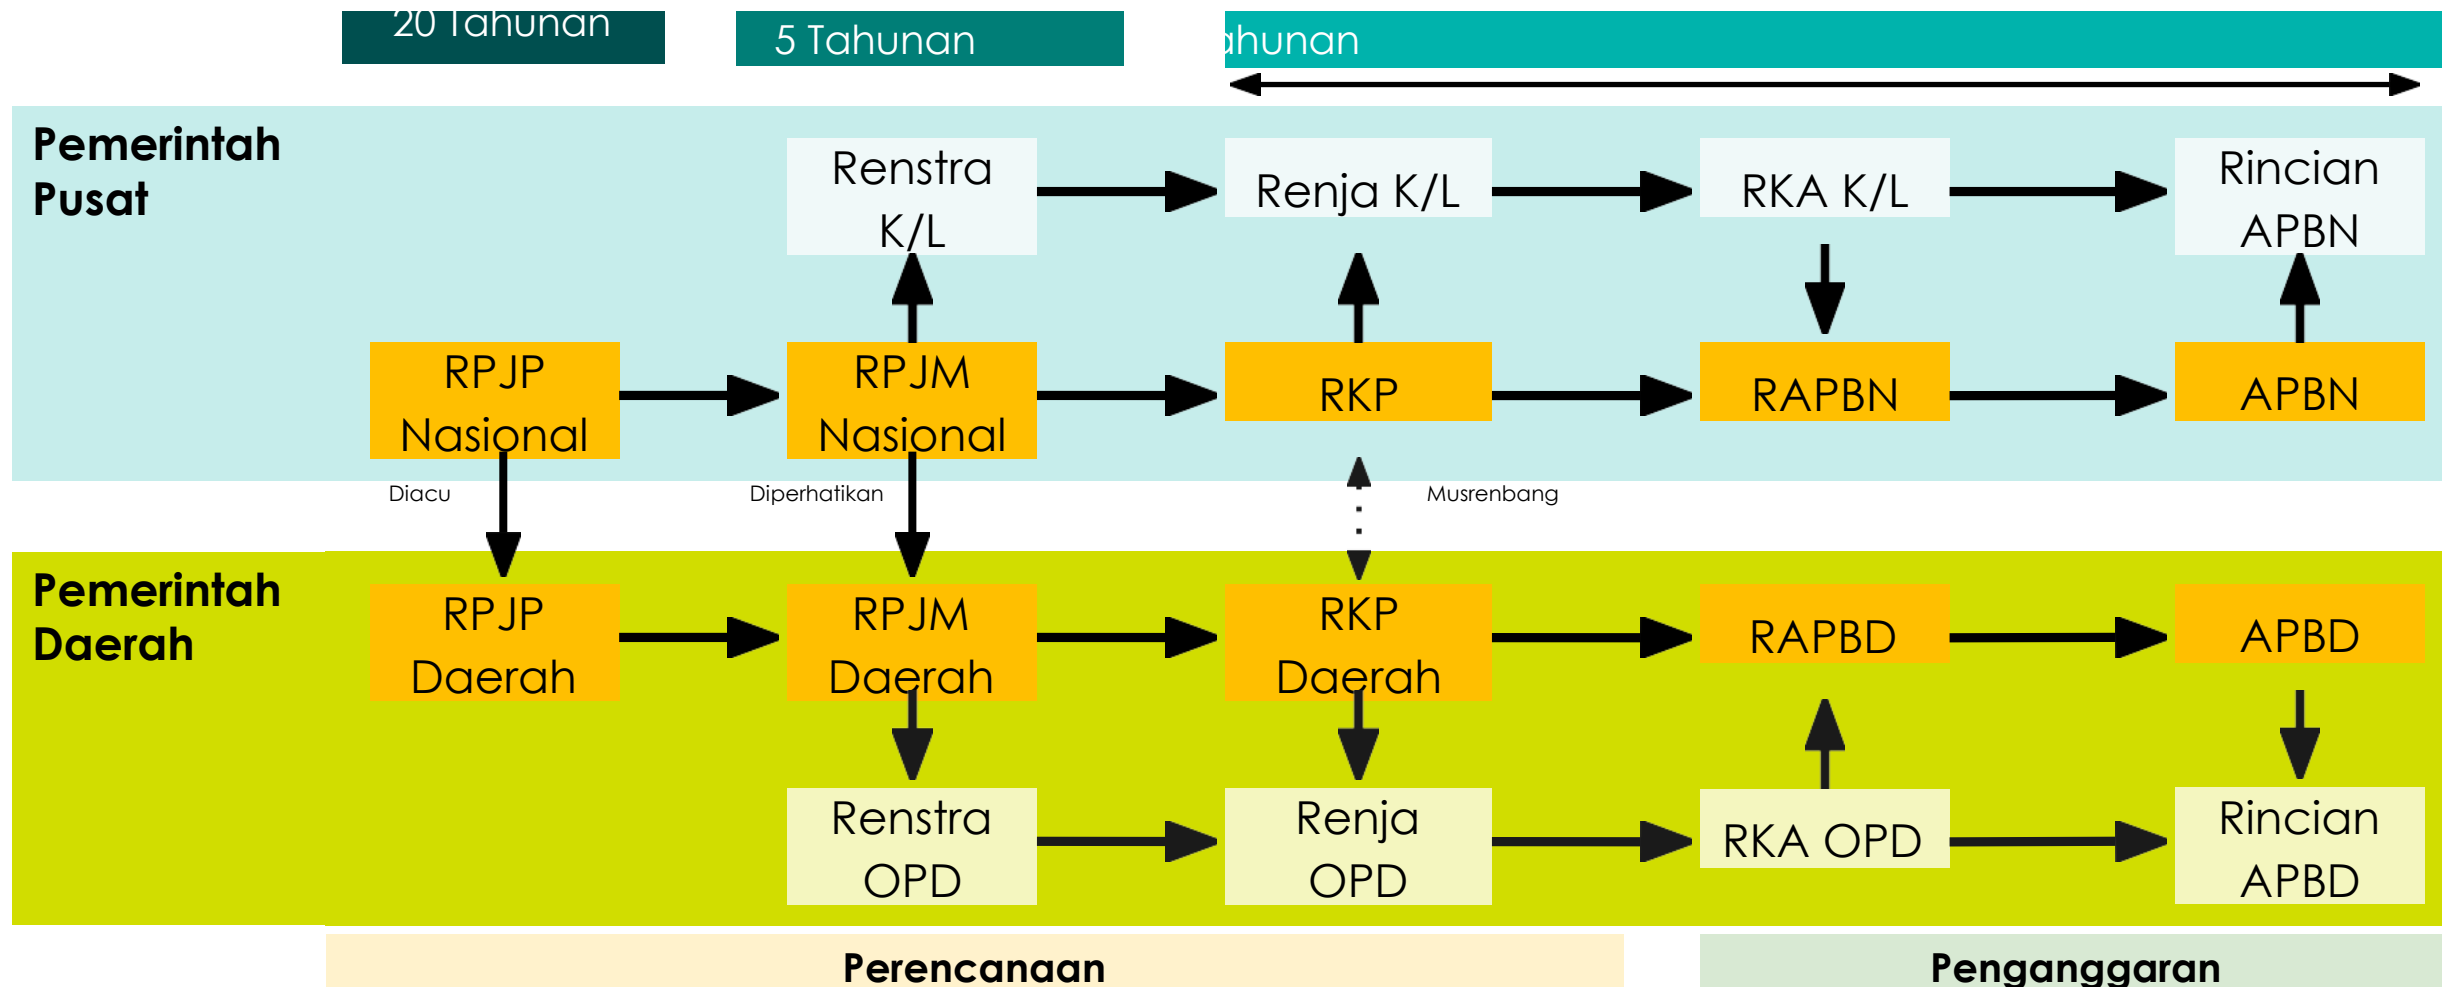 20 Tahunan
5 Tahunan
ahunan
Pemerintah
Pusat
Renstra
K/L
Renja K/L
RKA K/L
Rincian
APBN
RPJP
Nasional
RPJM
Nasional
RKP
RAPBN
APBN
Diacu
Diperhatikan
Musrenbang
Pemerintah
Daerah
RPJP
Daerah
RPJM
Daerah
RKP
Daerah
RAPBD
APBD
Renstra
OPD
Renja
OPD
RKA OPD
Rincian
APBD
Perencanaan
Penganggaran